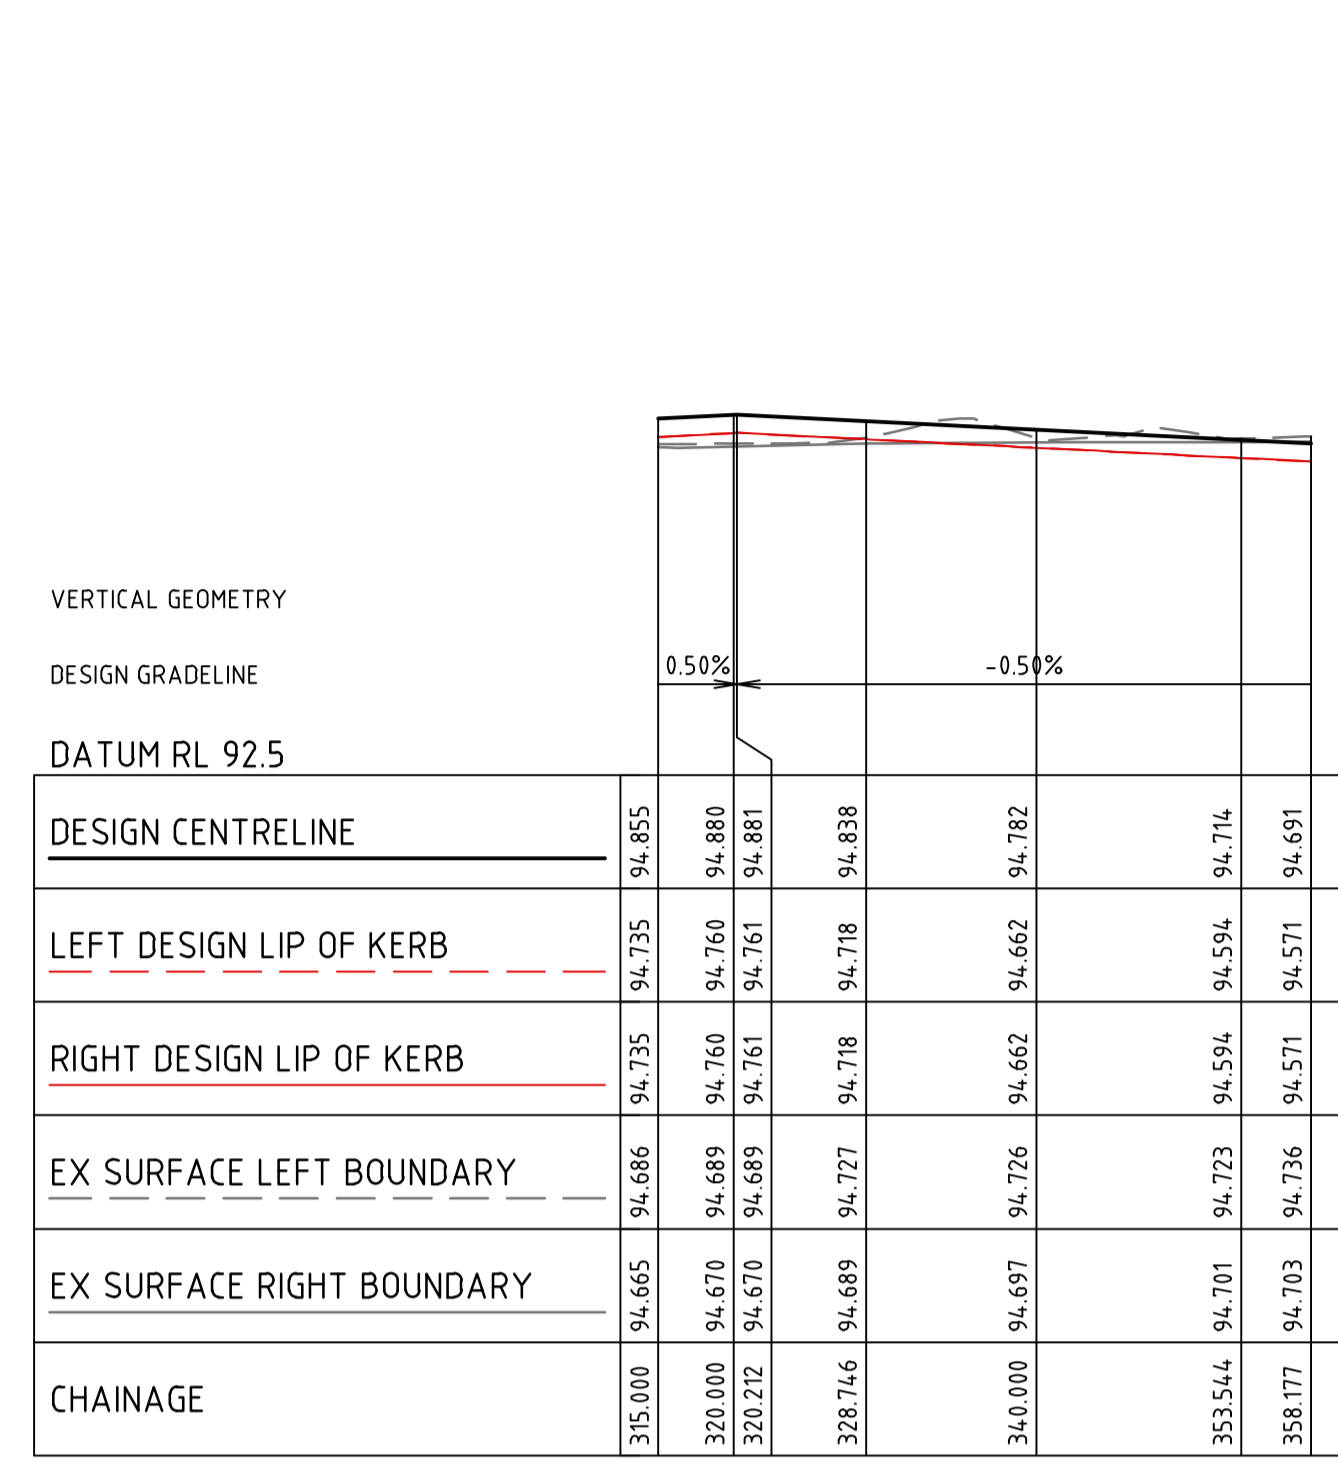 VERTICAL GEOMETRY
DESIGN GRADELINE 0.50% -0.50%
DATUM RL 92.5
DESIGN CENTRELINE 94.855 94.880 94.881 94.838 94.782 94.714 94.691
LEFT DESIGN LIP OF KERB 94.735 94.760 94.761 94.718 94.662 94.594 94.571
RIGHT DESIGN LIP OF KERB 94.735 94.760 94.761 94.718 94.662 94.594 94.571
EX SURFACE LEFT BOUNDARY 94.686 94.689 94.689 94.727 94.726 94.723 94.736
EX SURFACE RIGHT BOUNDARY 94.665 94.670 94.670 94.689 94.697 94.701 94.703
CHAINAGE 315.000 320.000 320.212 328.746 340.000 353.544 358.177